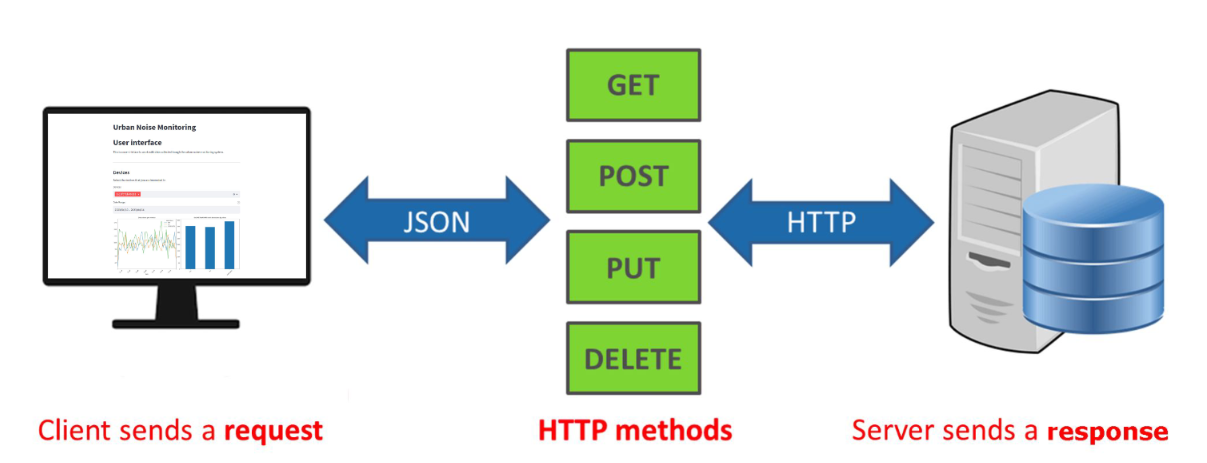 Urban Noise Monitoring
User interface
Devices
GET
POST
PUT
DELETE
JSON
HTTP
Client sends a request
HTTP methods
Server sends a response